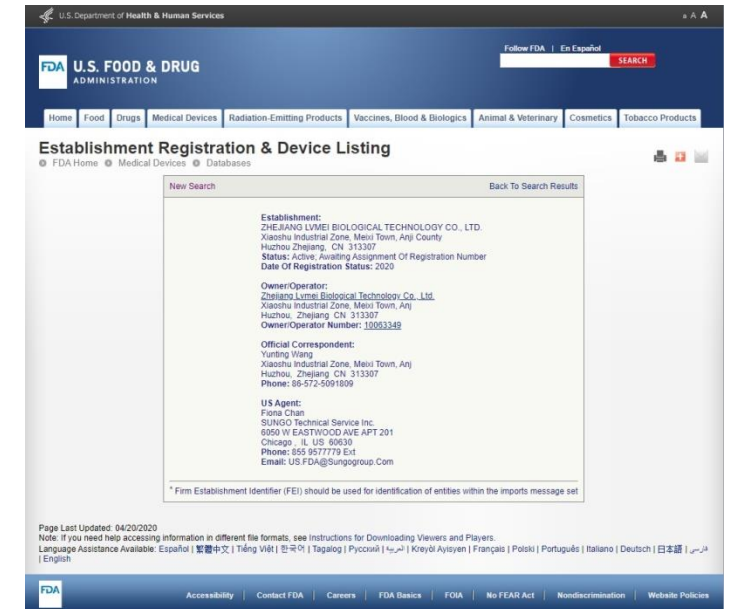 U.S. Department of Health & Human Services
a A A
FDA U.S. FOOD & DRUG
ADMINISTRATION
Follow FDA | En Español
SEARCH
Home Food Drugs Medical Devices Radiation-Emitting Products Vaccines, Blood & Biologics Animal & Veterinary Cosmetics Tobacco Products
Establishment Registration & Device Listing
FDA Home Medical Devices Databases
New Search Back To Search Results
Establishment:
ZHEJIANG LVMEI BIOLOGICAL TECHNOLOGY CO., LTD.
Xiaoshu Industrial Zone, Meixi Town, Anji County
Huzhou Zhejiang, CN 313307
Status: Active; Awaiting Assignment Of Registration Number
Date Of Registration Status: 2020
Owner/Operator:
Zhejiang Lvmei Biological Technology Co., Ltd.
Xiaoshu Industrial Zone, Meixi Town, Anj
Huzhou, Zhejiang CN 313307
Owner/Operator Number: 10063349
Official Correspondent:
Yunting Wang
Xiaoshu Industrial Zone, Meixi Town, Anj
Huzhou, Zhejiang CN 313307
Phone: 86-572-5091809
US Agent:
Fiona Chan
SUNGO Technical Service Inc.
6050 W EASTWOOD AVE APT 201
Chicago , IL US 60630
Phone: 855 9577779 Ext
Email: US.FDA@Sungogroup.Com
* Firm Establishment Identifier (FEI) should be used for identification of entities within the imports message set
Page Last Updated: 04/20/2020
Note: If you need help accessing information in different file formats, see Instructions for Downloading Viewers and Players.
Language Assistance Available: Español | 繁體中文 | Tiếng Việt | 한국어 | Tagalog | Русский | العربية | Kreyòl Ayisyen | Français | Polski | Português | Italiano | Deutsch | 日本語 | فارسی
| English
FDA
Accessibility Contact FDA Careers FDA Basics FOIA No FEAR Act Nondiscrimination Website Policies